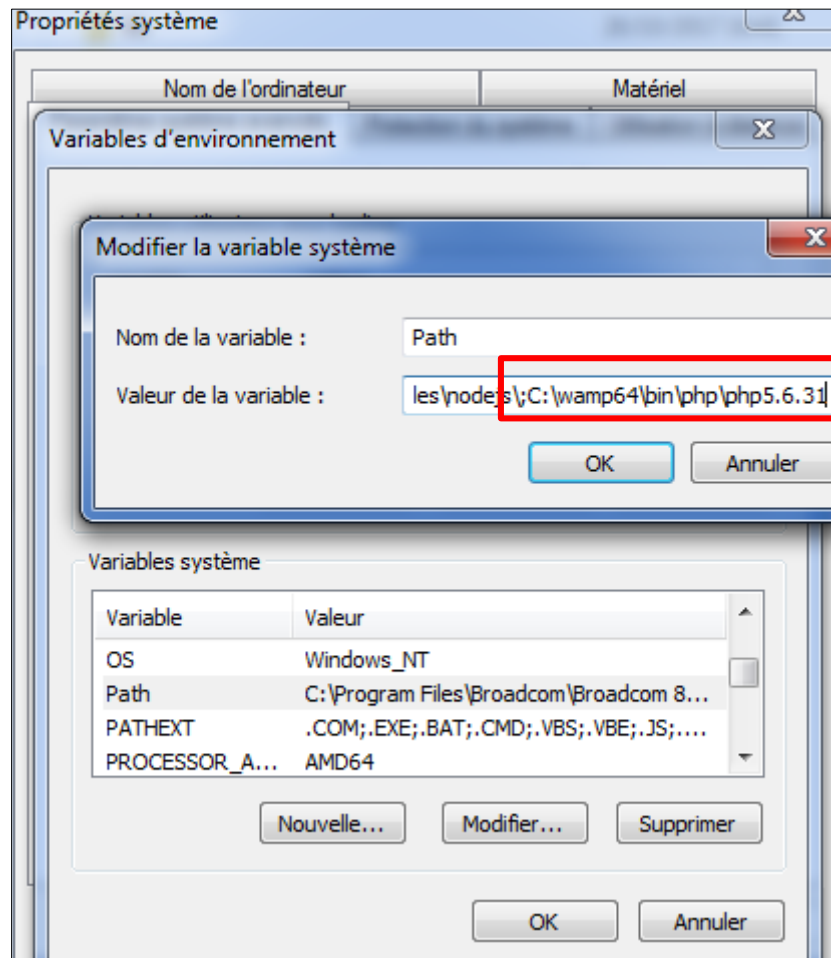 Propriétés système
Nom de l'ordinateur Matériel
Variables d'environnement
Modifier la variable système
Nom de la variable : Path
Valeur de la variable : les\nodejs\;C:\wamp64\bin\php\php5.6.31
OK Annuler
Variables système
Variable Valeur
OS Windows_NT
Path C:\Program Files\Broadcom\Broadcom 8...
PATHEXT .COM;.EXE;.BAT;.CMD;.VBS;.VBE;.JS;....
PROCESSOR_A... AMD64
Nouvelle... Modifier... Supprimer
OK Annuler